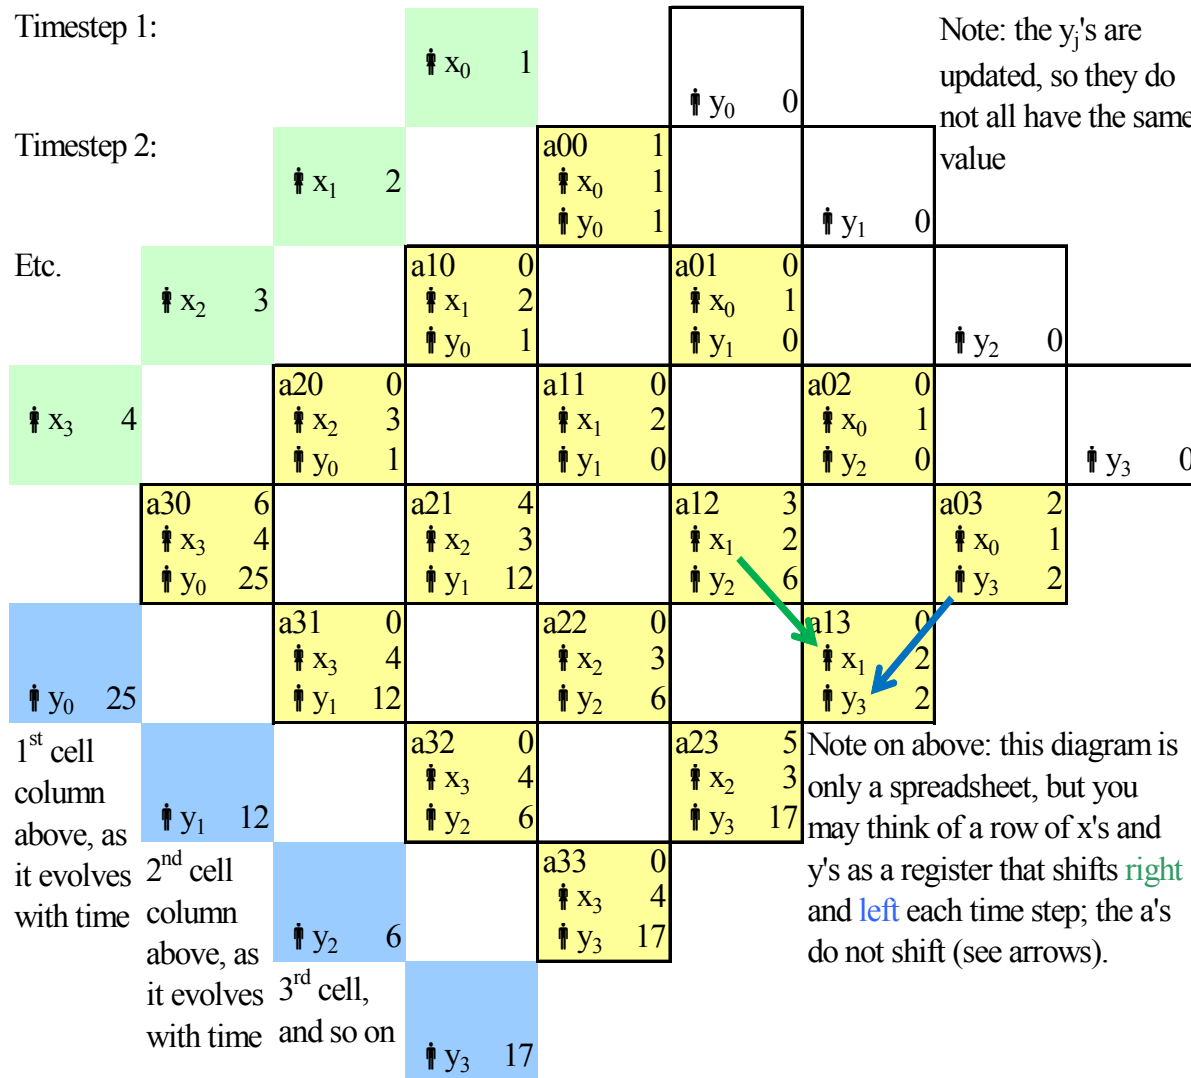 Timestep 1:
x0 1
y0 0
Note: the yj's are
updated, so they do
not all have the same
value
Timestep 2:
x1 2
a00 1
x0 1
y0 1
y1 0
Etc.
x2 3
a10 0
x1 2
y0 1
a01 0
x0 1
y1 0
y2 0
x3 4
a20 0
x2 3
y0 1
a11 0
x1 2
y1 0
a02 0
x0 1
y2 0
y3 0
a30 6
x3 4
y0 25
a21 4
x2 3
y1 12
a12 3
x1 2
y2 6
a03 2
x0 1
y3 2
y0 25
a31 0
x3 4
y1 12
a22 0
x2 3
y2 6
a13 0
x1 2
y3 2
1st cell
column
above, as
it evolves
with time
y1 12
a32 0
x3 4
y2 6
a23 5
x2 3
y3 17
Note on above: this diagram is
only a spreadsheet, but you
may think of a row of x's and
y's as a register that shifts right
and left each time step; the a's
do not shift (see arrows).
2nd cell
column
above, as
it evolves
with time
y2 6
a33 0
x3 4
y3 17
3rd cell,
and so on
y3 17